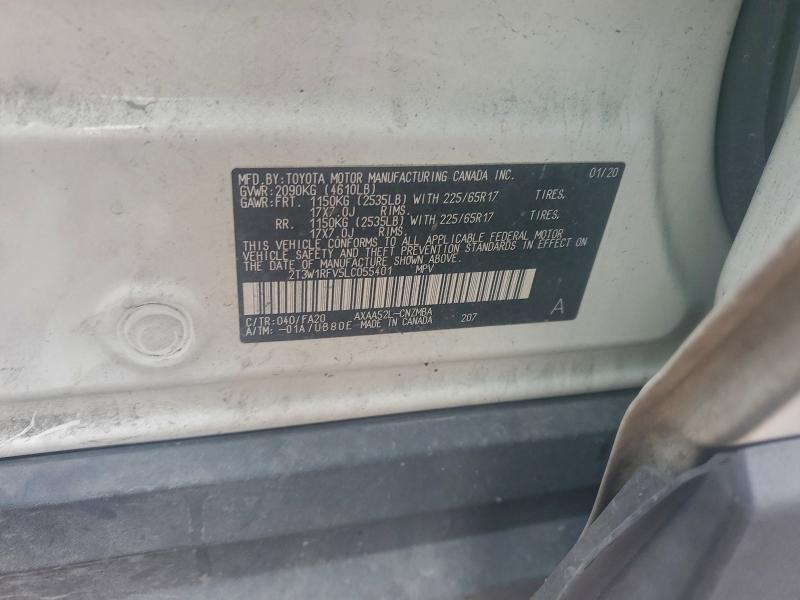 MFD.BY:TOYOTA MOTOR MANUFACTURING CANADA INC. 01/20
GVWR:2090KG (4610LB)
GAWR:FRT. 1150KG (2535LB) WITH 225/65R17 TIRES.
17X7.0J RIMS.
RR. 1150KG (2535LB) WITH 225/65R17 TIRES.
17X7.0J RIMS.
THIS VEHICLE CONFORMS TO ALL APPLICABLE FEDERAL MOTOR
VEHICLE SAFETY AND THEFT PREVENTION STANDARDS IN EFFECT ON
THE DATE OF MANUFACTURE SHOWN ABOVE.
2T3W1RFV5LC055401 MPV
C/TR:040/FA20 AXAA52L-CNZMBA A
A/TM:-01A/UB80E MADE IN CANADA 207